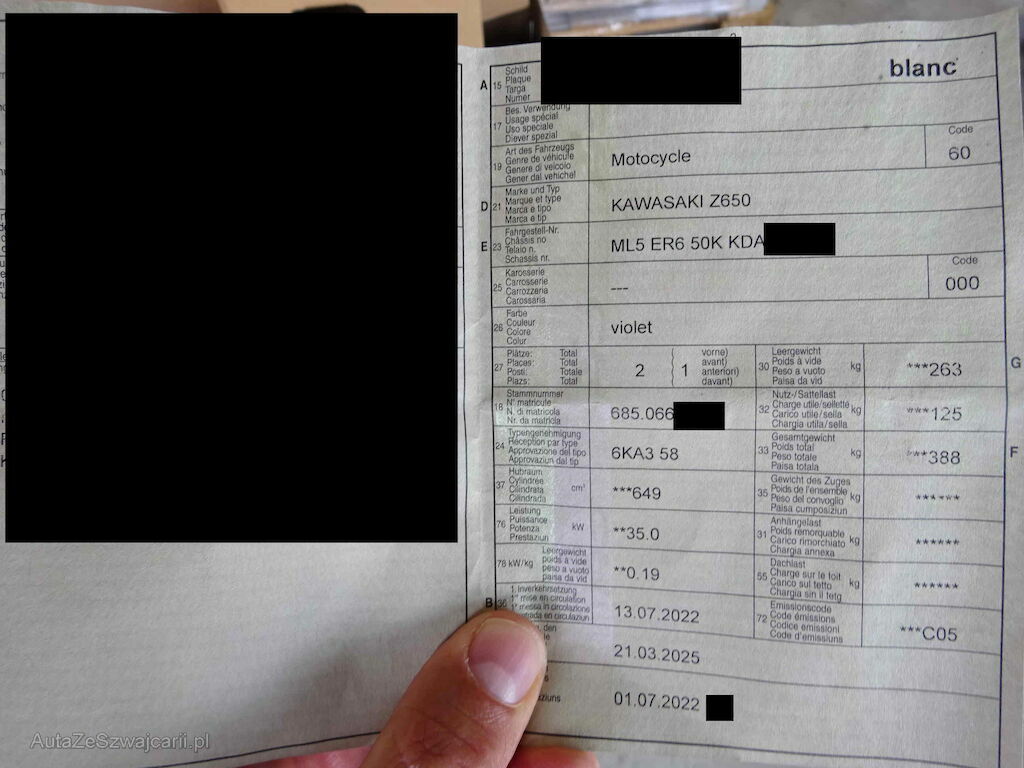 blanc
A 15 Schild
Plaque
Targa
Numer
17 Bes. Verwendung
Usage spécial
Uso speciale
Diever spezial
19 Art des Fahrzeugs
Genre de véhicule
Genere di veicolo
Gener dal vehichel
Motocycle
Code
60
D 21 Marke und Typ
Marque et type
Marca e tipo
Marca e tip
KAWASAKI Z650
E 23 Fahrgestell-Nr.
Châssis no
Telaio n.
Schassis nr.
ML5 ER6 50K KDA
25 Karosserie
Carrosserie
Carrozzeria
Carossaria
---
Code
000
26 Farbe
Couleur
Colore
Colur
violet
27 Plätze: Total
Places: Total
Posti: Totale
Plazs: Total
2
1
vorne)
avant)
anteriori)
davant)
30 Leergewicht
Poids à vide
Peso a vuoto
Paisa da vid
kg
***263
G
18 Stammnummer
N° matricule
N. di matricola
Nr. da matricla
685.066
32 Nutz-/Sattellast
Charge utile/sellette
Carico utile/sella
Chargia utila/sella
kg
***125
24 Typengenehmigung
Réception par type
Approvazione del tipo
Approvaziun dal tip
6KA3 58
33 Gesamtgewicht
Poids total
Peso totale
Paisa totala
kg
***388
F
37 Hubraum
Cylindrée
Cilindrata
Cilindrada
cm³
***649
35 Gewicht des Zuges
Poids de l'ensemble
Peso del convoglio
Paisa cumposiziun
kg
******
76 Leistung
Puissance
Potenza
Prestaziun
kW
**35.0
31 Anhängelast
Poids remorquable
Carico rimorchiato
Chargia annexa
kg
******
78 kW/kg
Leergewicht
poids à vide
peso a vuoto
paisa da vid
**0.19
55 Dachlast
Charge sur le toit
Carico sul tetto
Chargia sin il tetg
kg
******
B 36 1. Inverkehrsetzung
1re mise en circulation
1a messa in circolazione
en circulaziun
13.07.2022
72 Emissionscode
Code émissions
Codice emissioni
Code d'emissiuns
***C05
den
21.03.2025
01.07.2022
AutaZeSzwajcarii.pl